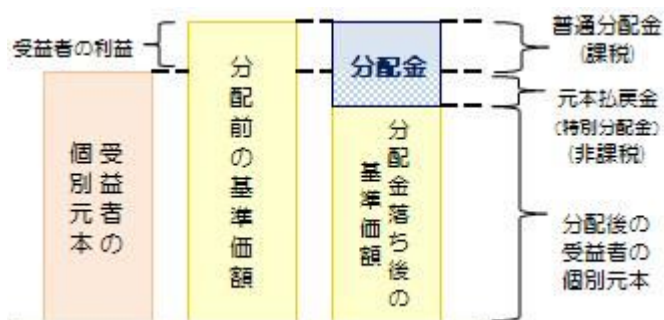 受益者の利益
受益者の
個別元本
分配前の基準価額
分配金
分配金落ち後の
基準価額
普通分配金
(課税)
元本払戻金
(特別分配金)
(非課税)
分配後の
受益者の
個別元本